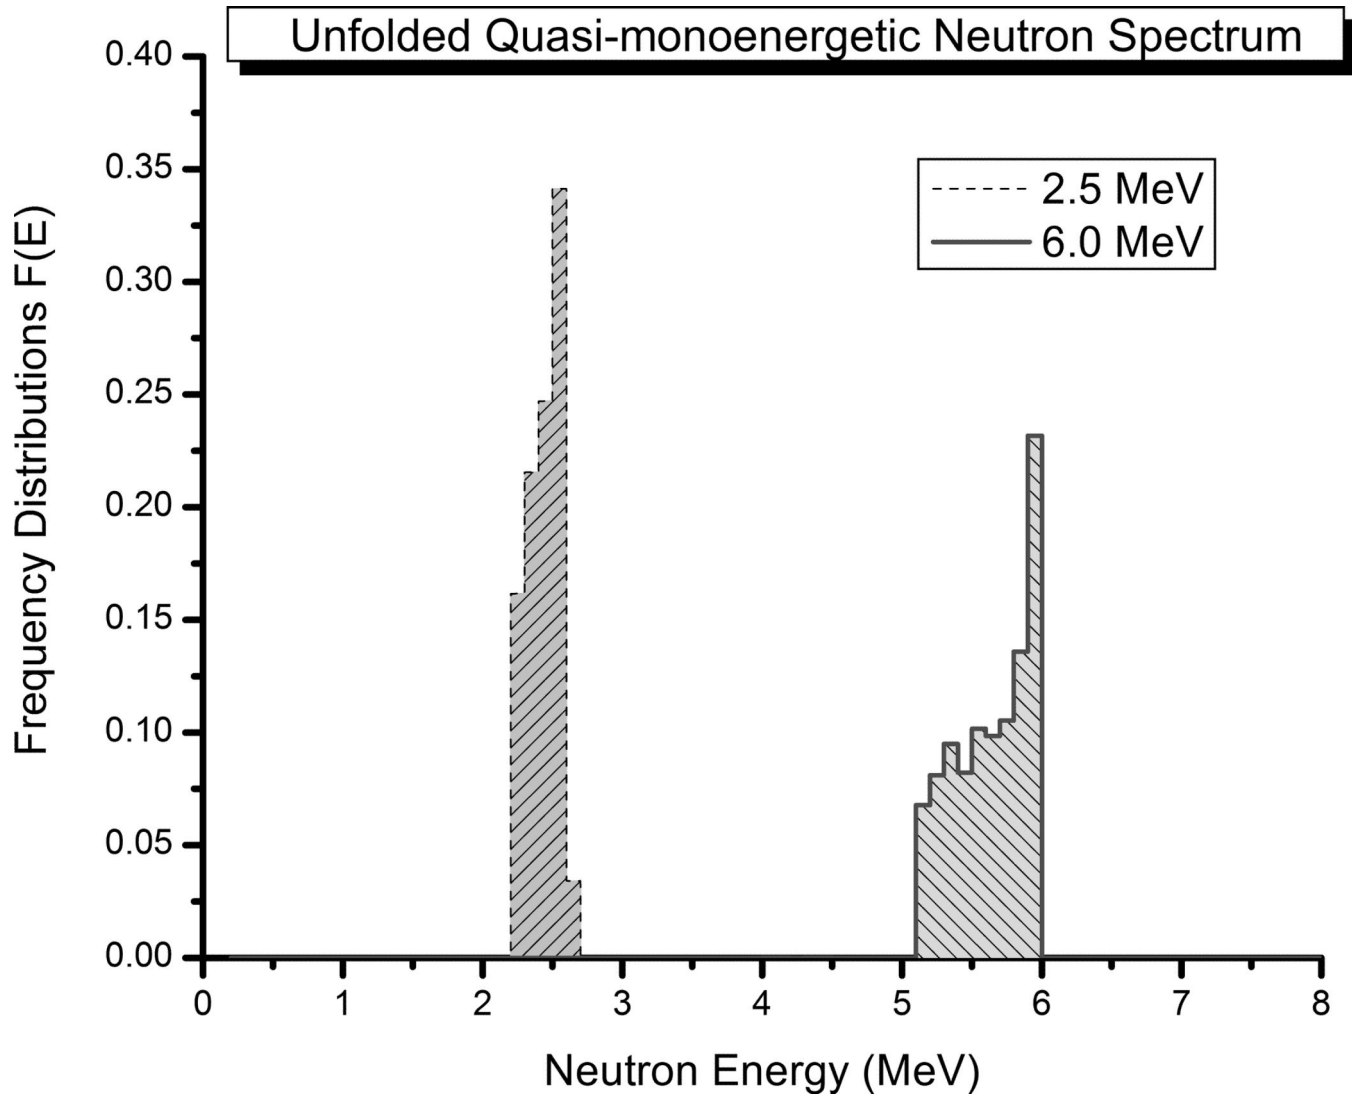 Unfolded Quasi-monoenergetic Neutron Spectrum
0.40
0.35
0.30
0.25
0.20
0.15
0.10
0.05
0.00
Frequency Distributions F(E)
2.5 MeV
6.0 MeV
0 1 2 3 4 5 6 7 8
Neutron Energy (MeV)